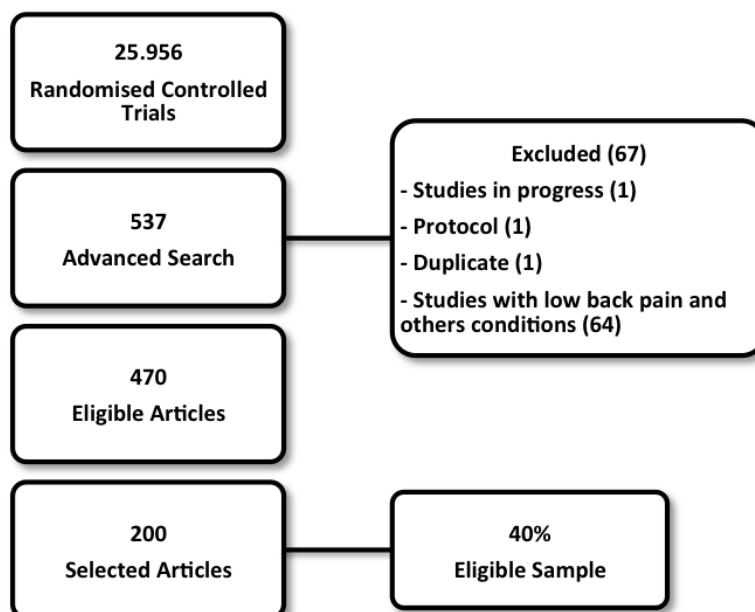 25.956
Randomised Controlled
Trials
537
Advanced Search
Excluded (67)
- Studies in progress (1)
- Protocol (1)
- Duplicate (1)
- Studies with low back pain and
others conditions (64)
470
Eligible Articles
200
Selected Articles
40%
Eligible Sample